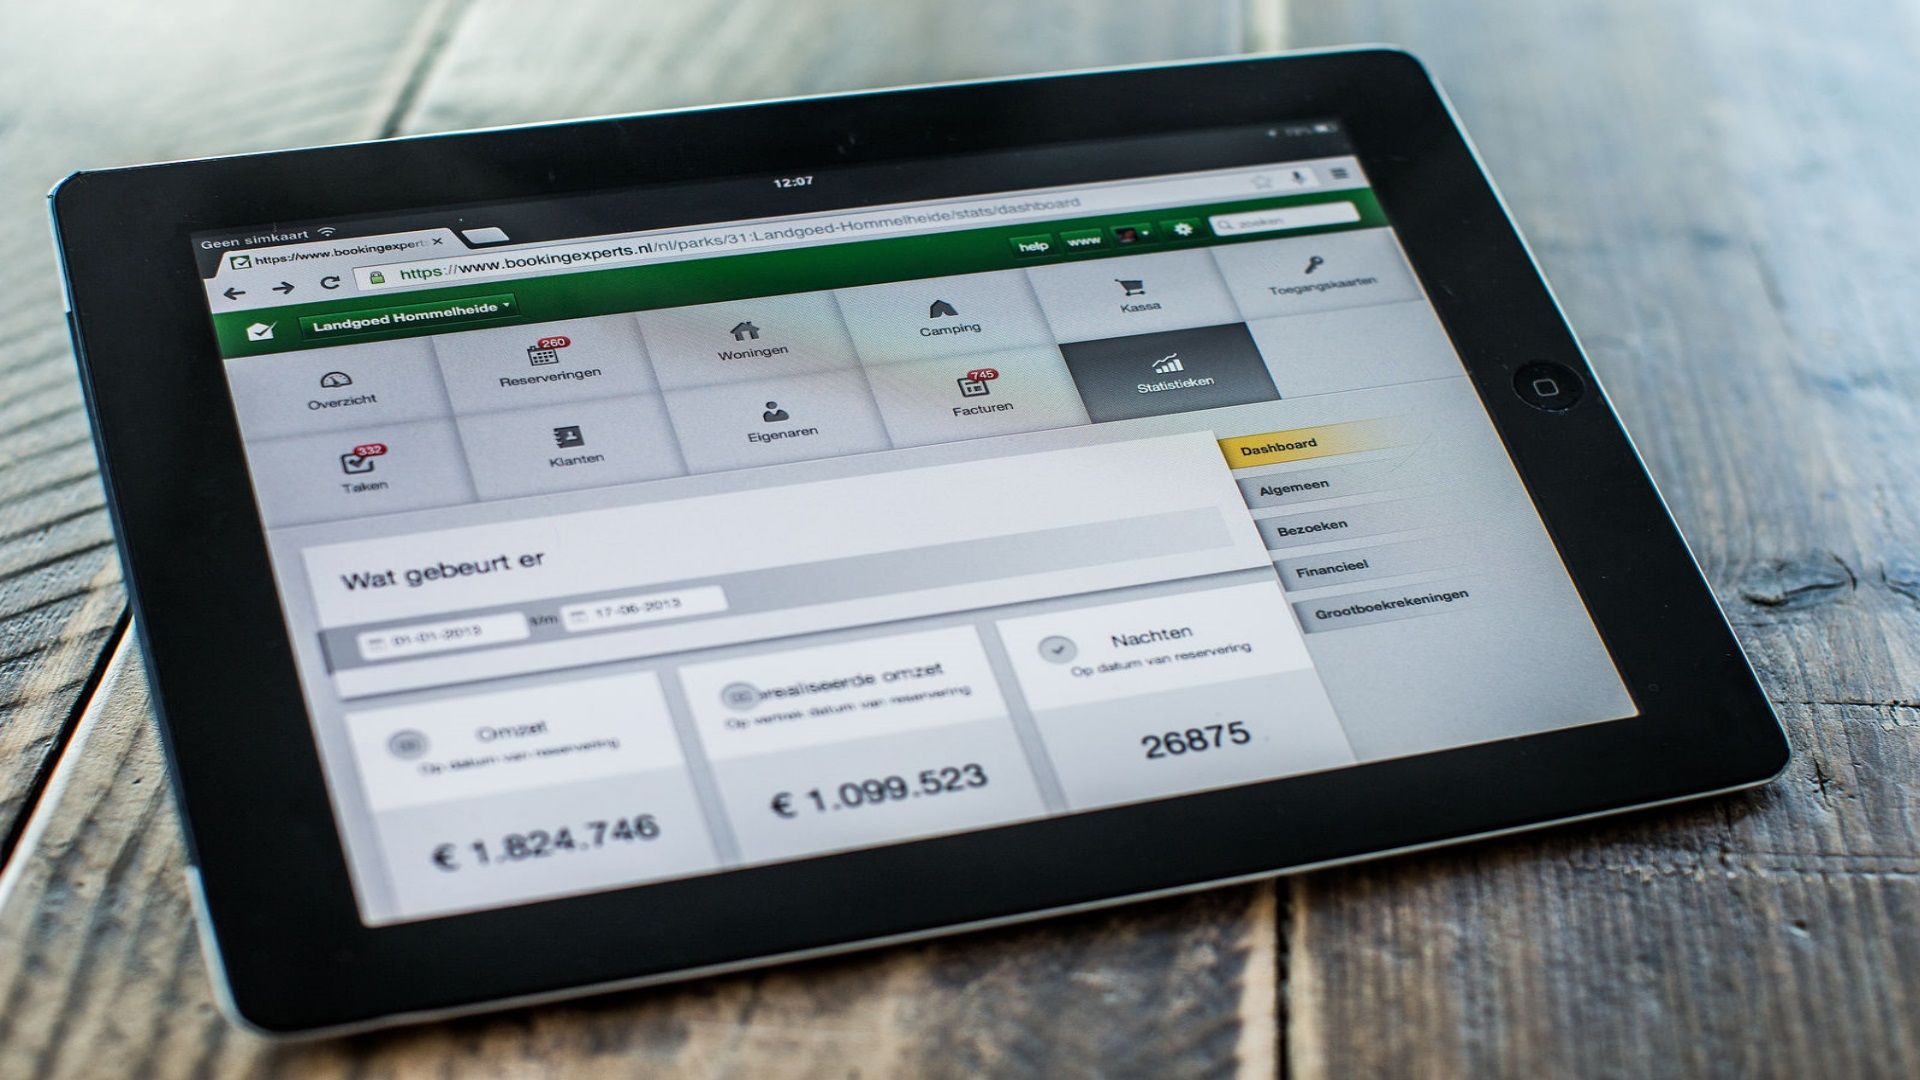 12:07
Geen simkaart
https://www.bookingexperts
https://www.bookingexperts.nl/nl/parks/31:Landgoed-Hommelheide/stats/dashboard
help www zoeken
Landgoed Hommelheide
Overzicht
260
Reserveringen
Woningen
Camping
Kassa
Toegangskaarten
332
Taken
Klanten
Eigenaren
745
Facturen
Statistieken
Wat gebeurt er
01-01-2013 t/m 17-06-2013
Dashboard
Algemeen
Bezoeken
Financieel
Grootboekrekeningen
Omzet
Op datum van reservering
€ 1.824.746
realiseerde omzet
Op vertrek datum van reservering
€ 1.099.523
Nachten
Op datum van reservering
26875